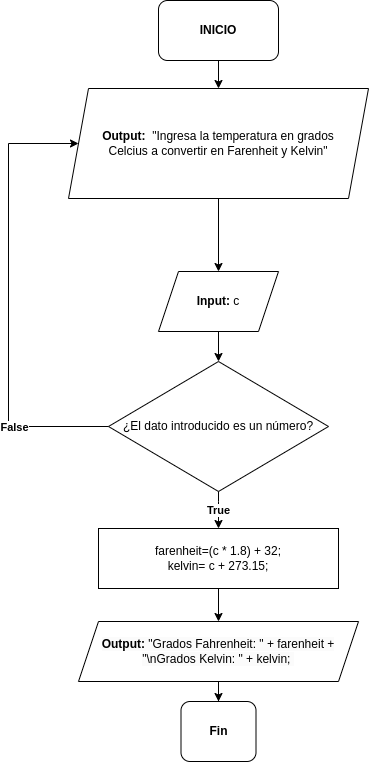 INICIO
Output: "Ingresa la temperatura en grados
Celcius a convertir en Farenheit y Kelvin"
Input: c
¿El dato introducido es un número?
False
True
farenheit=(c * 1.8) + 32;
kelvin= c + 273.15;
Output: "Grados Fahrenheit: " + farenheit +
"\nGrados Kelvin: " + kelvin;
Fin